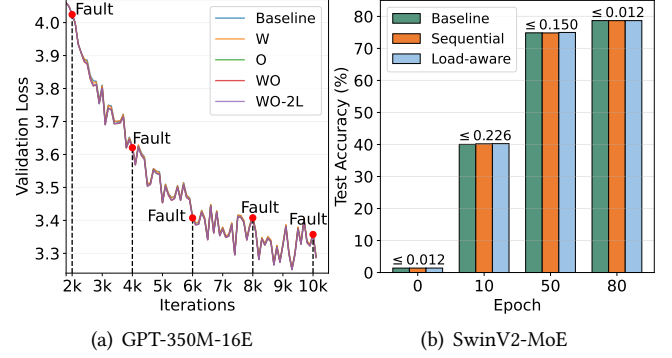 4.0
3.9
3.8
3.7
3.6
3.5
3.4
3.3
Validation Loss
Fault
Fault
Fault
Fault
Fault
Baseline
W
O
WO
WO-2L
2k 3k 4k 5k 6k 7k 8k 9k 10k
Iterations
(a) GPT-350M-16E
80
70
60
50
40
30
20
10
0
Test Accuracy (%)
Baseline
Sequential
Load-aware
≤ 0.012
≤ 0.226
≤ 0.150
≤ 0.012
0 10 50 80
Epoch
(b) SwinV2-MoE